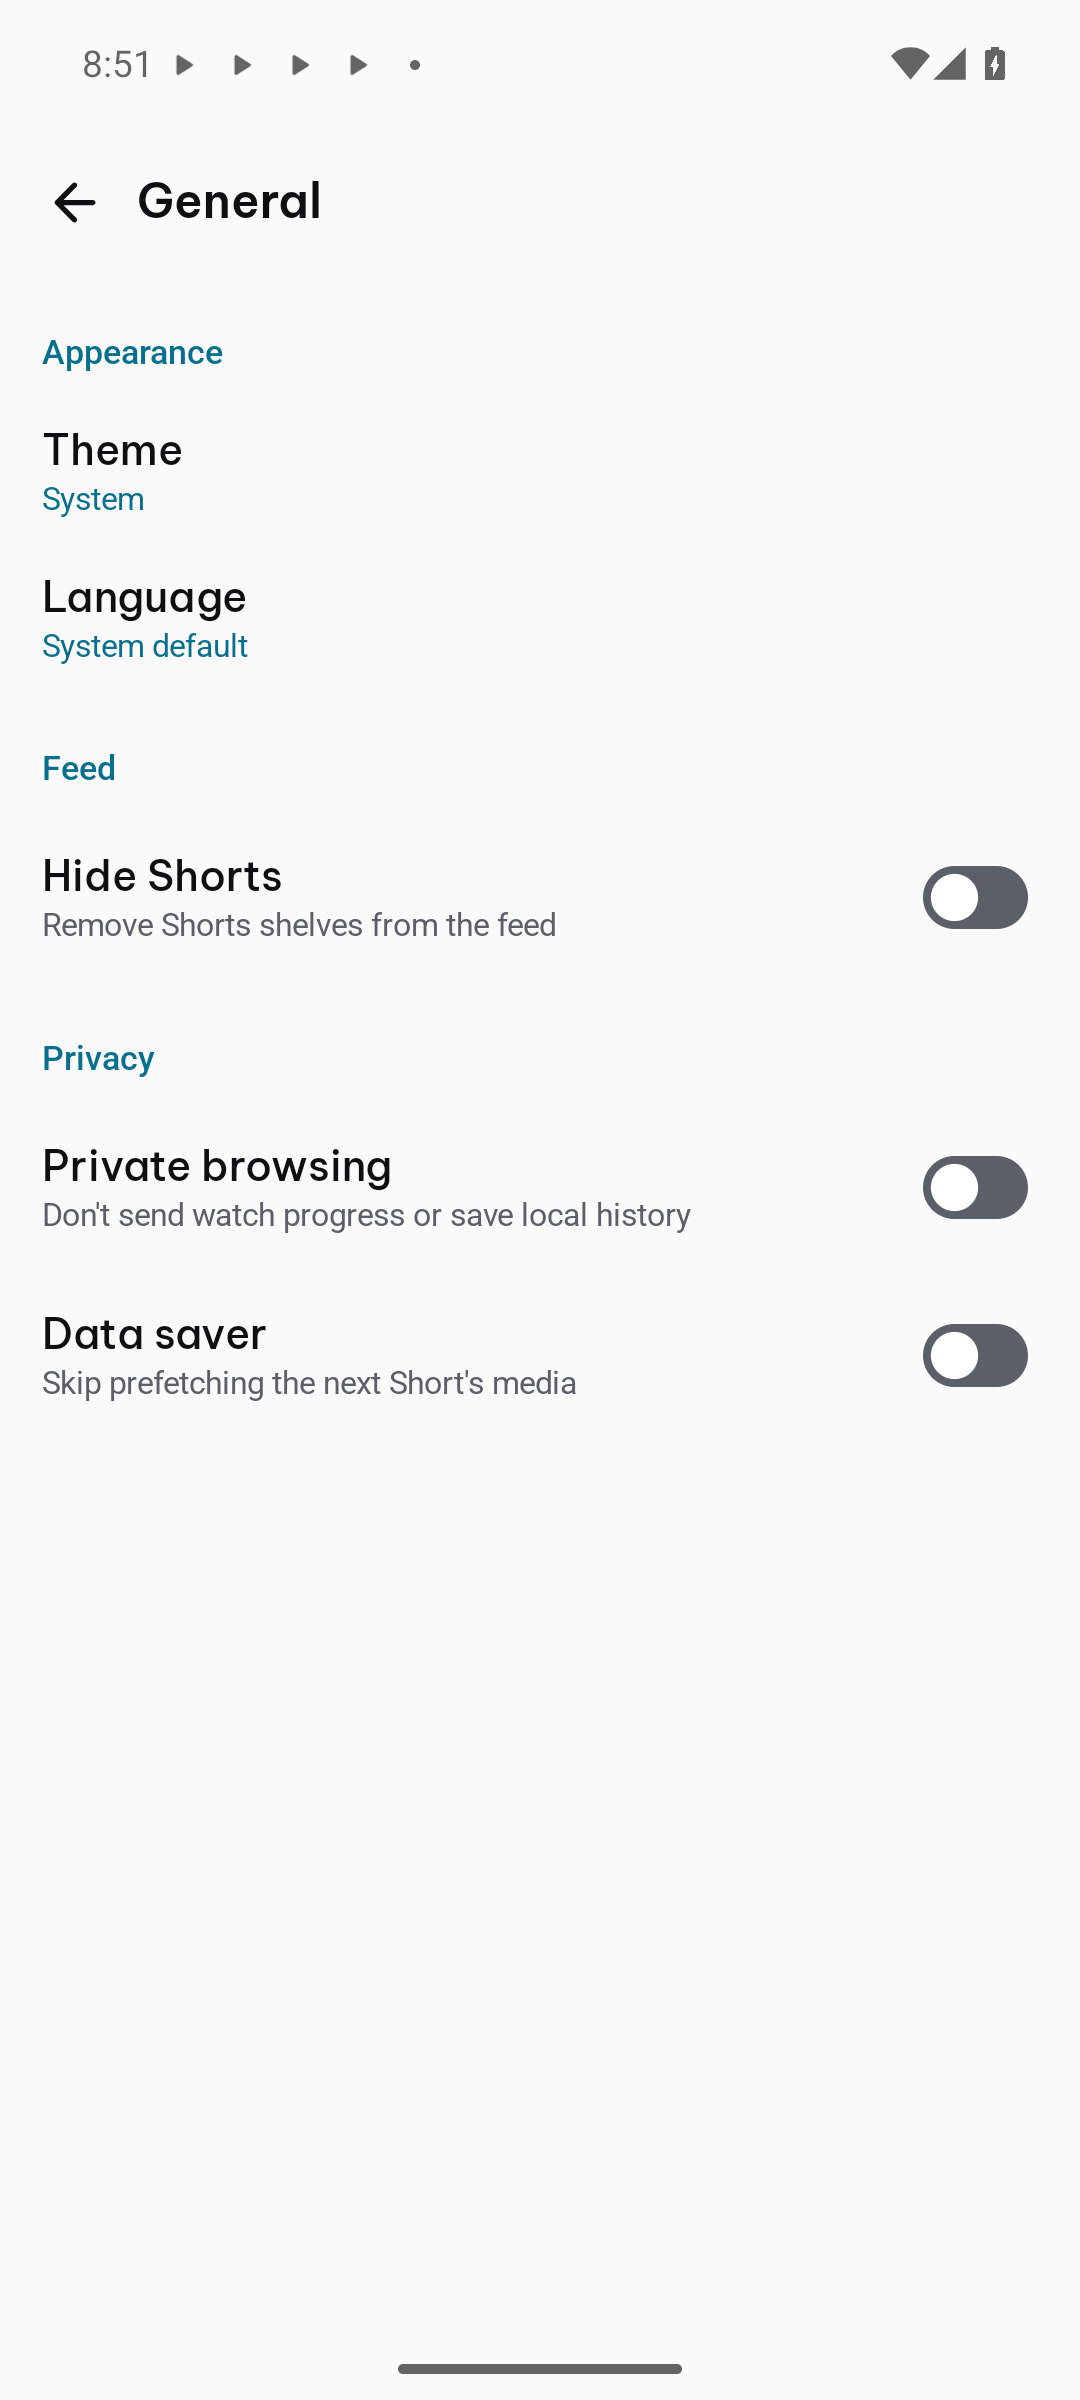 8:51
General
Appearance
Theme
System
Language
System default
Feed
Hide Shorts
Remove Shorts shelves from the feed
Privacy
Private browsing
Don't send watch progress or save local history
Data saver
Skip prefetching the next Short's media